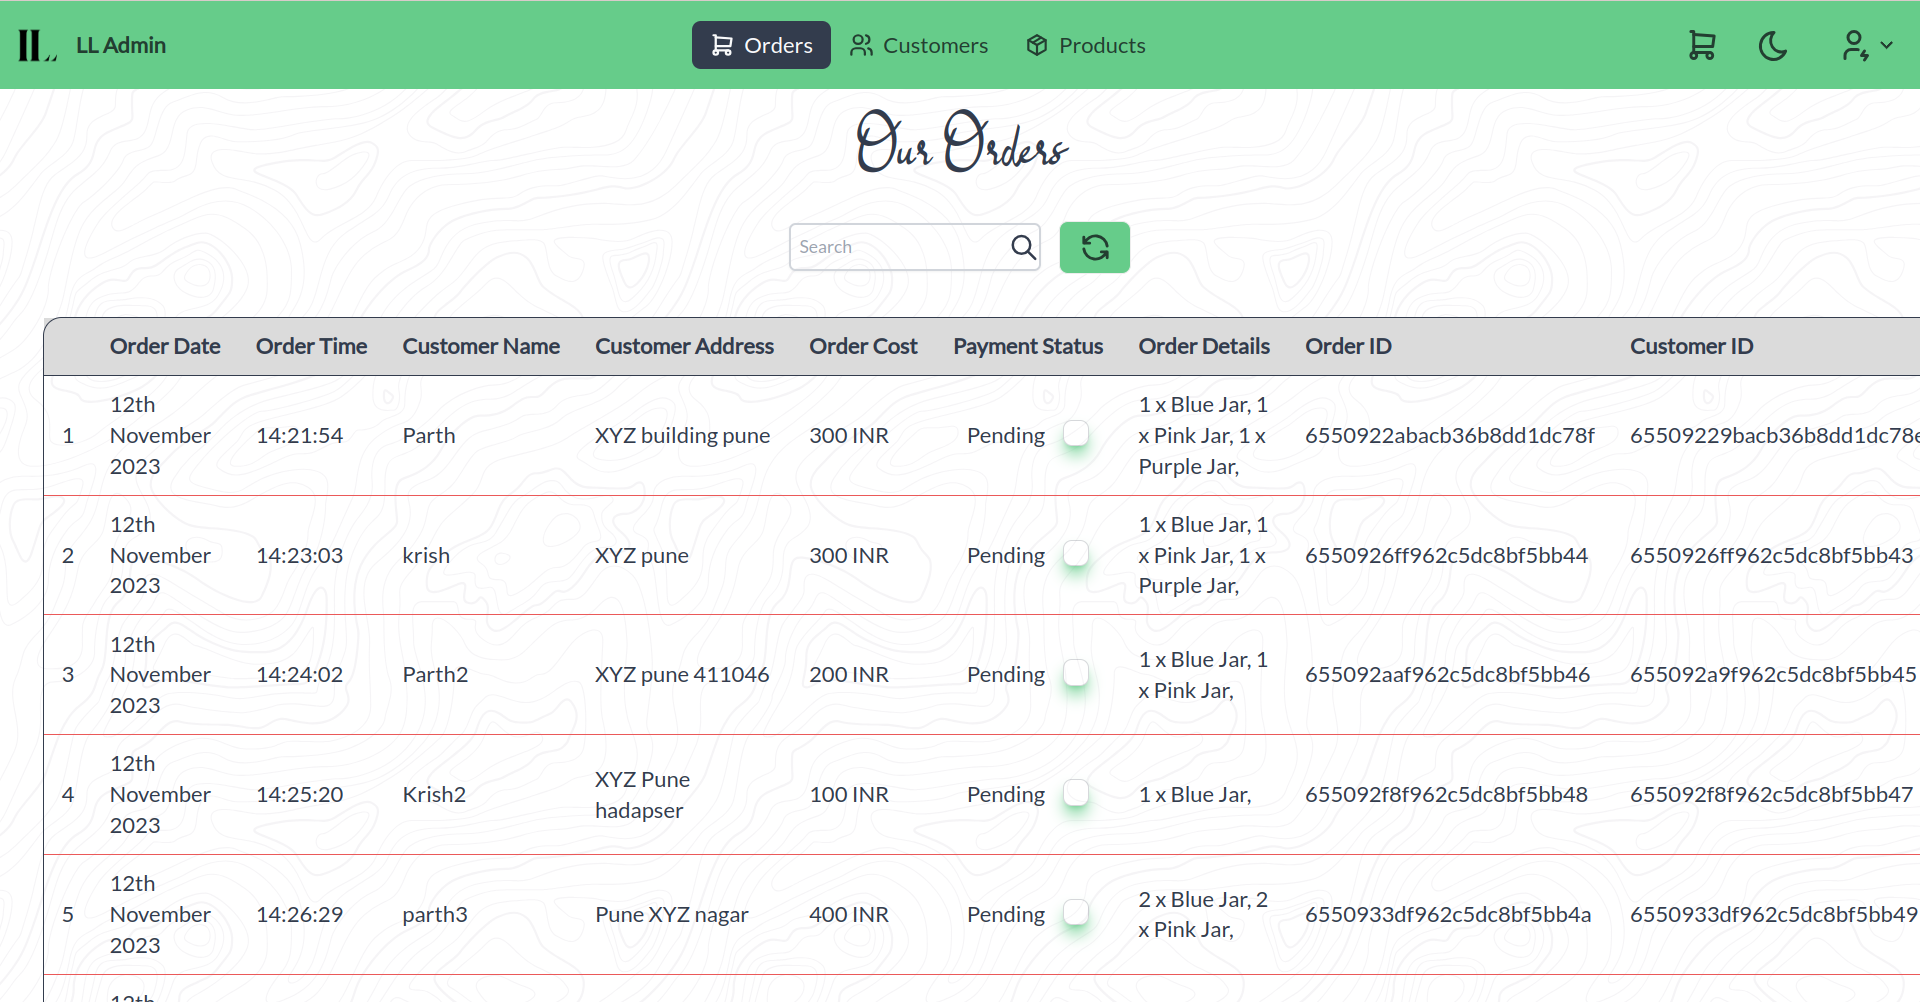 LL Admin
Orders
Customers
Products
Our Orders
Search
Order Date Order Time Customer Name Customer Address Order Cost Payment Status Order Details Order ID Customer ID
1 12th November 2023 14:21:54 Parth XYZ building pune 300 INR Pending 1 x Blue Jar, 1 x Pink Jar, 1 x Purple Jar, 6550922abacb36b8dd1dc78f 65509229bacb36b8dd1dc78e
2 12th November 2023 14:23:03 krish XYZ pune 300 INR Pending 1 x Blue Jar, 1 x Pink Jar, 1 x Purple Jar, 6550926ff962c5dc8bf5bb44 6550926ff962c5dc8bf5bb43
3 12th November 2023 14:24:02 Parth2 XYZ pune 411046 200 INR Pending 1 x Blue Jar, 1 x Pink Jar, 655092aaf962c5dc8bf5bb46 655092a9f962c5dc8bf5bb45
4 12th November 2023 14:25:20 Krish2 XYZ Pune hadapser 100 INR Pending 1 x Blue Jar, 655092f8f962c5dc8bf5bb48 655092f8f962c5dc8bf5bb47
5 12th November 2023 14:26:29 parth3 Pune XYZ nagar 400 INR Pending 2 x Blue Jar, 2 x Pink Jar, 6550933df962c5dc8bf5bb4a 6550933df962c5dc8bf5bb49
12th